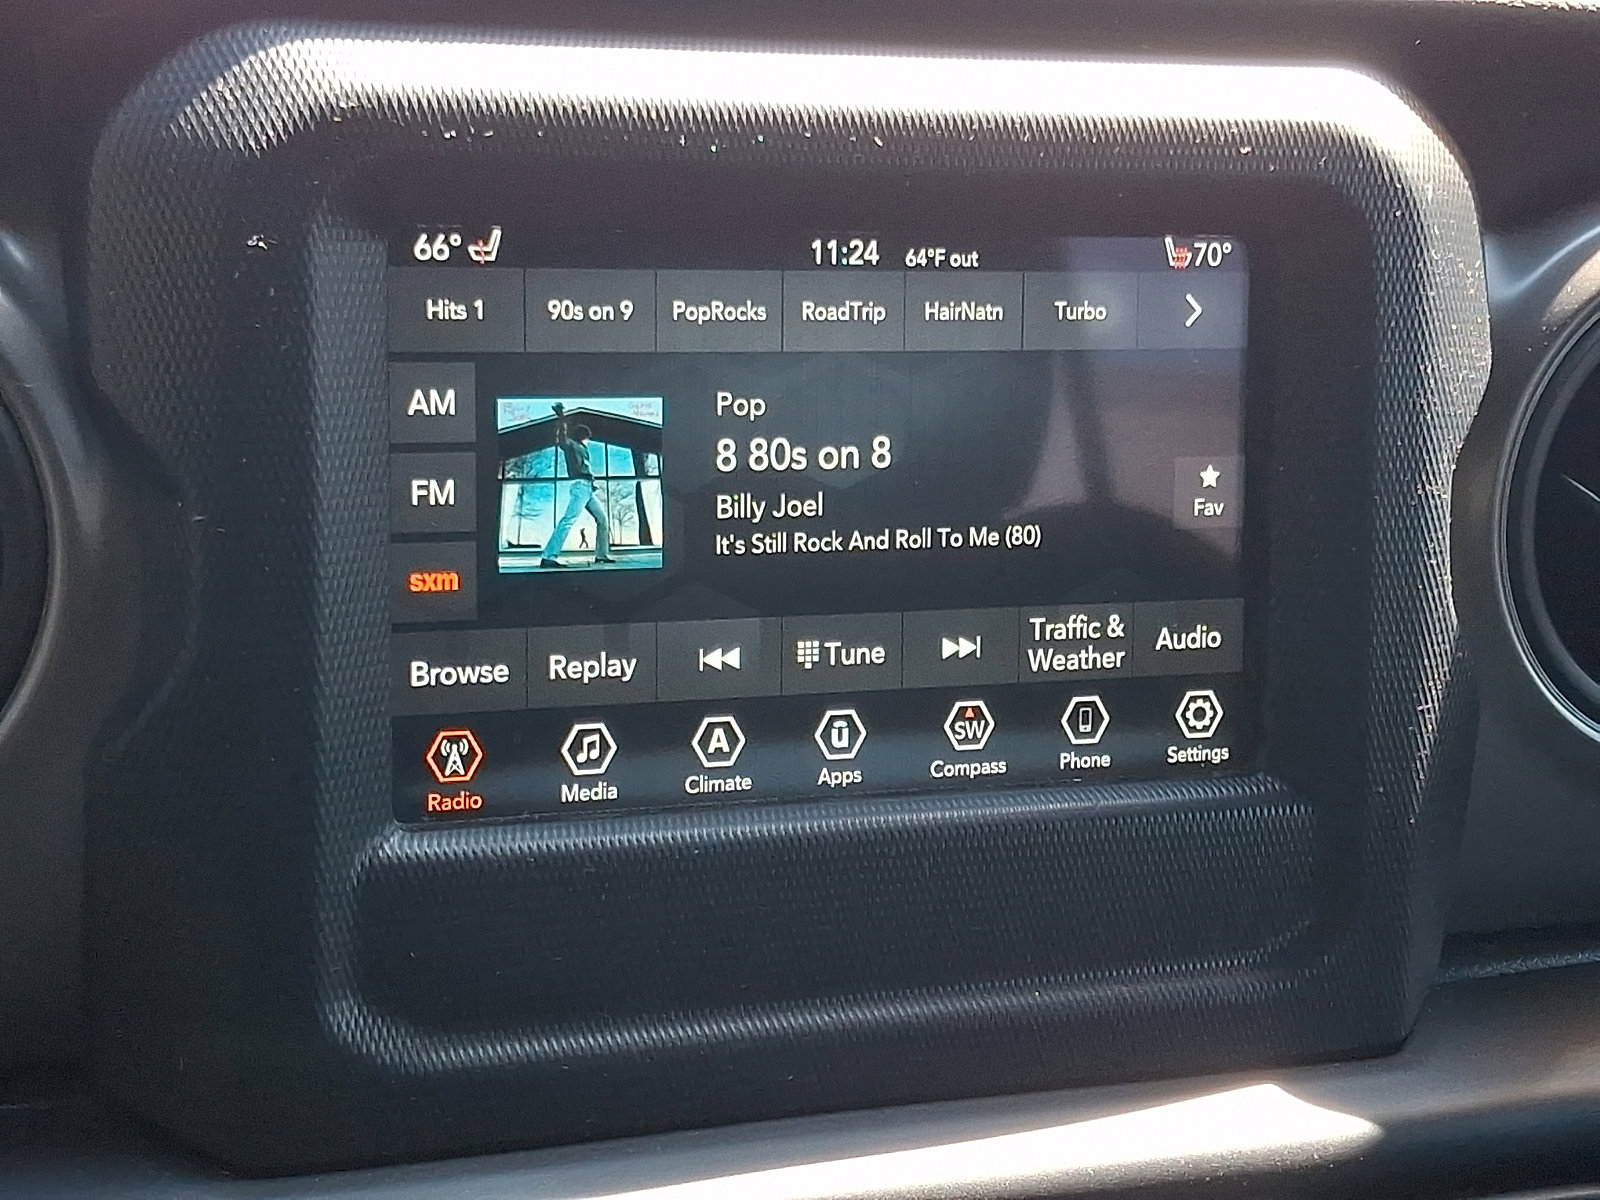 66° 11:24 64°F out 70°
Hits 1 90s on 9 PopRocks RoadTrip HairNatn Turbo
AM
FM
sxm
Pop
8 80s on 8
Billy Joel
It's Still Rock And Roll To Me (80)
Fav
Browse Replay Tune Traffic & Weather Audio
A ū SW
Radio Media Climate Apps Compass Phone Settings